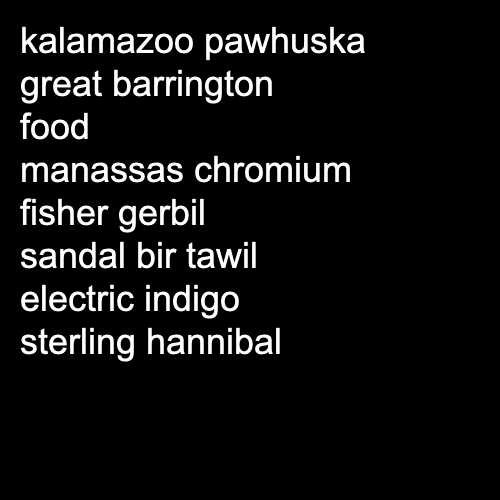 kalamazoo pawhuska
great barrington
food
manassas chromium
fisher gerbil
sandal bir tawil
electric indigo
sterling hannibal